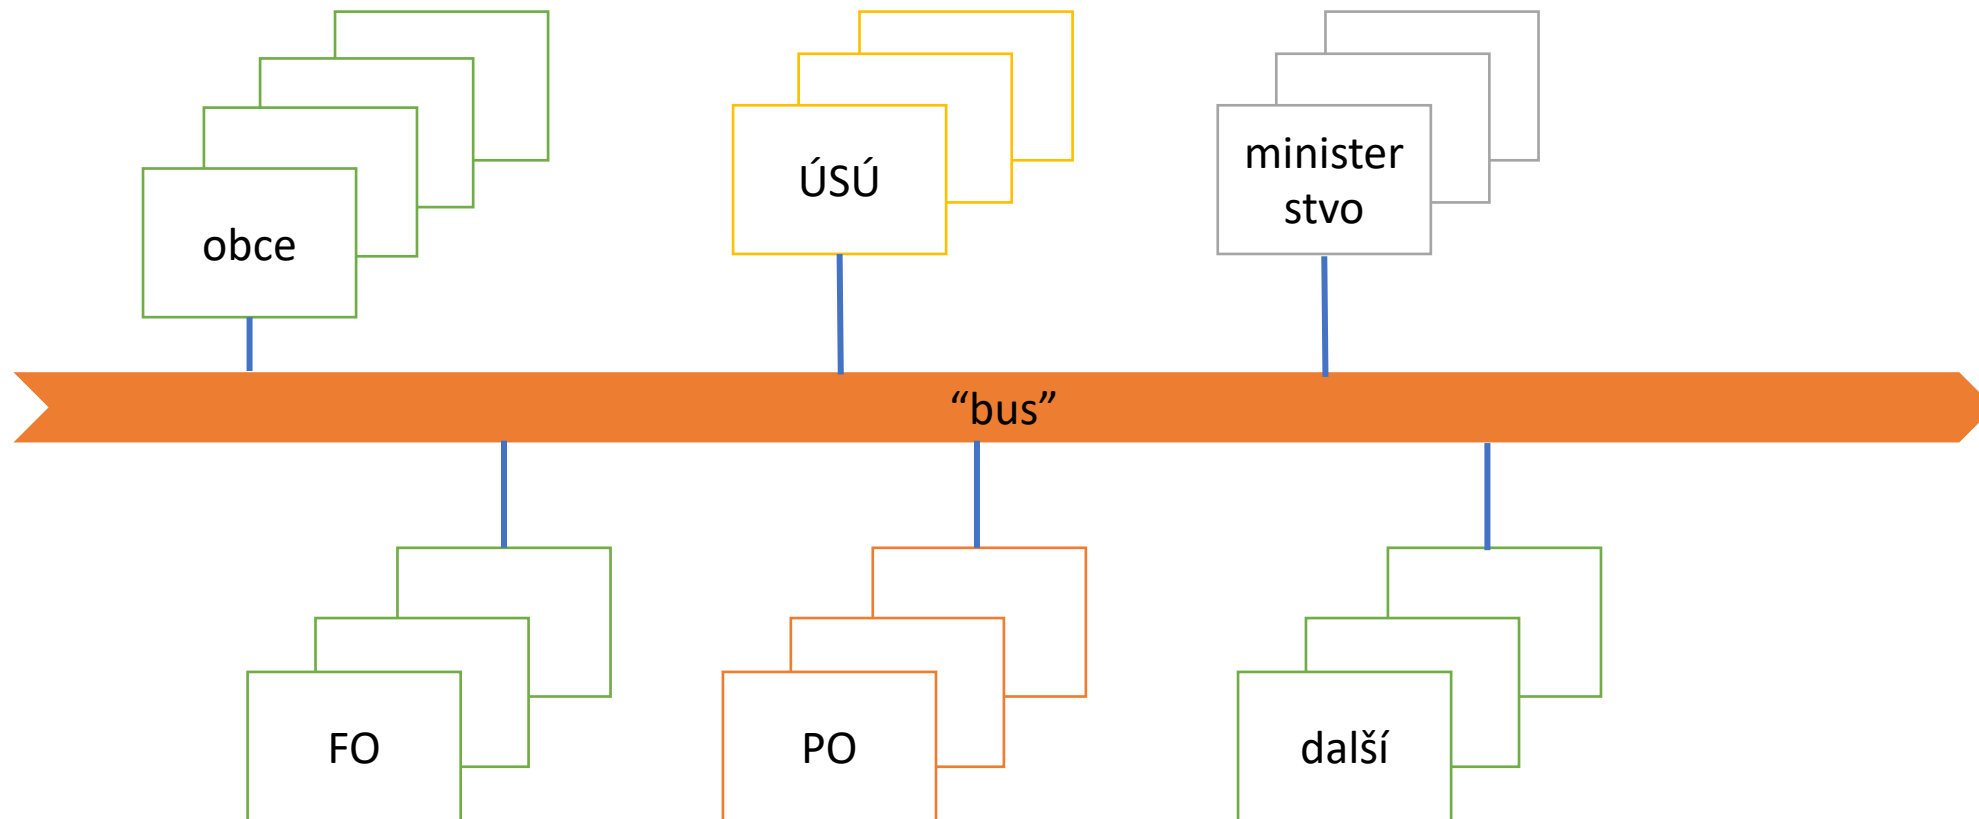 obce
ÚSÚ
minister
stvo
“bus”
FO
PO
další